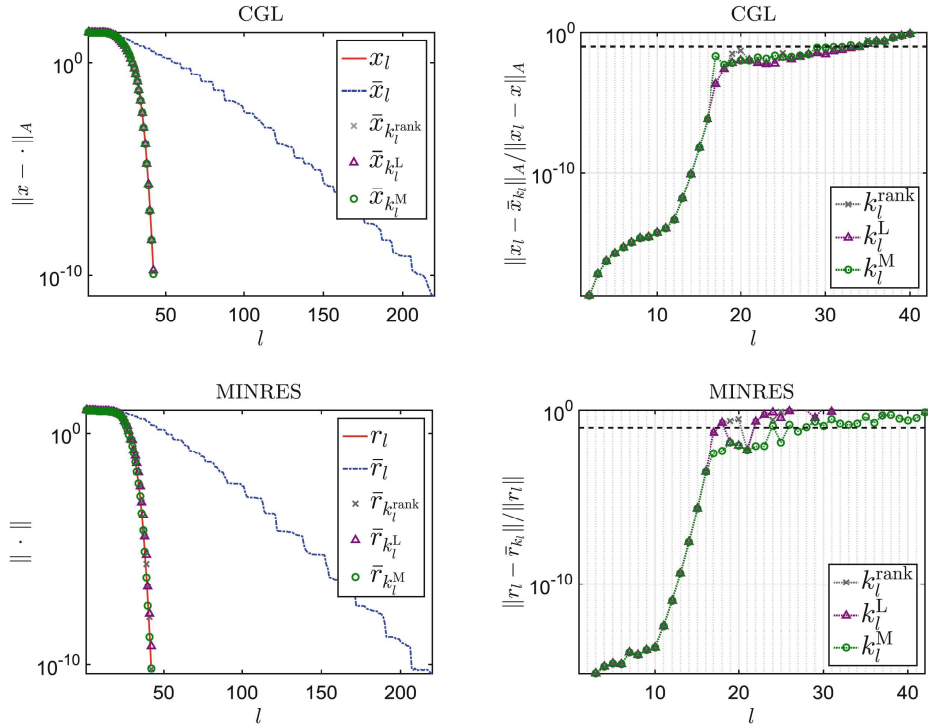 CGL
10^0
10^{-10}
‖x − ·‖_A
50 100 150 200
l
x_l
x̄_l
x̄_{k_l^{rank}}
x̄_{k_l^L}
x̄_{k_l^M}
CGL
10^0
10^{-10}
‖x_l − x̄_{k_l}‖_A/‖x_l − x‖_A
10 20 30 40
l
k_l^{rank}
k_l^L
k_l^M
MINRES
10^0
10^{-10}
‖ · ‖
50 100 150 200
l
r_l
r̄_l
r̄_{k_l^{rank}}
r̄_{k_l^L}
r̄_{k_l^M}
MINRES
10^0
10^{-10}
‖r_l − r̄_{k_l}‖/‖r_l‖
10 20 30 40
l
k_l^{rank}
k_l^L
k_l^M